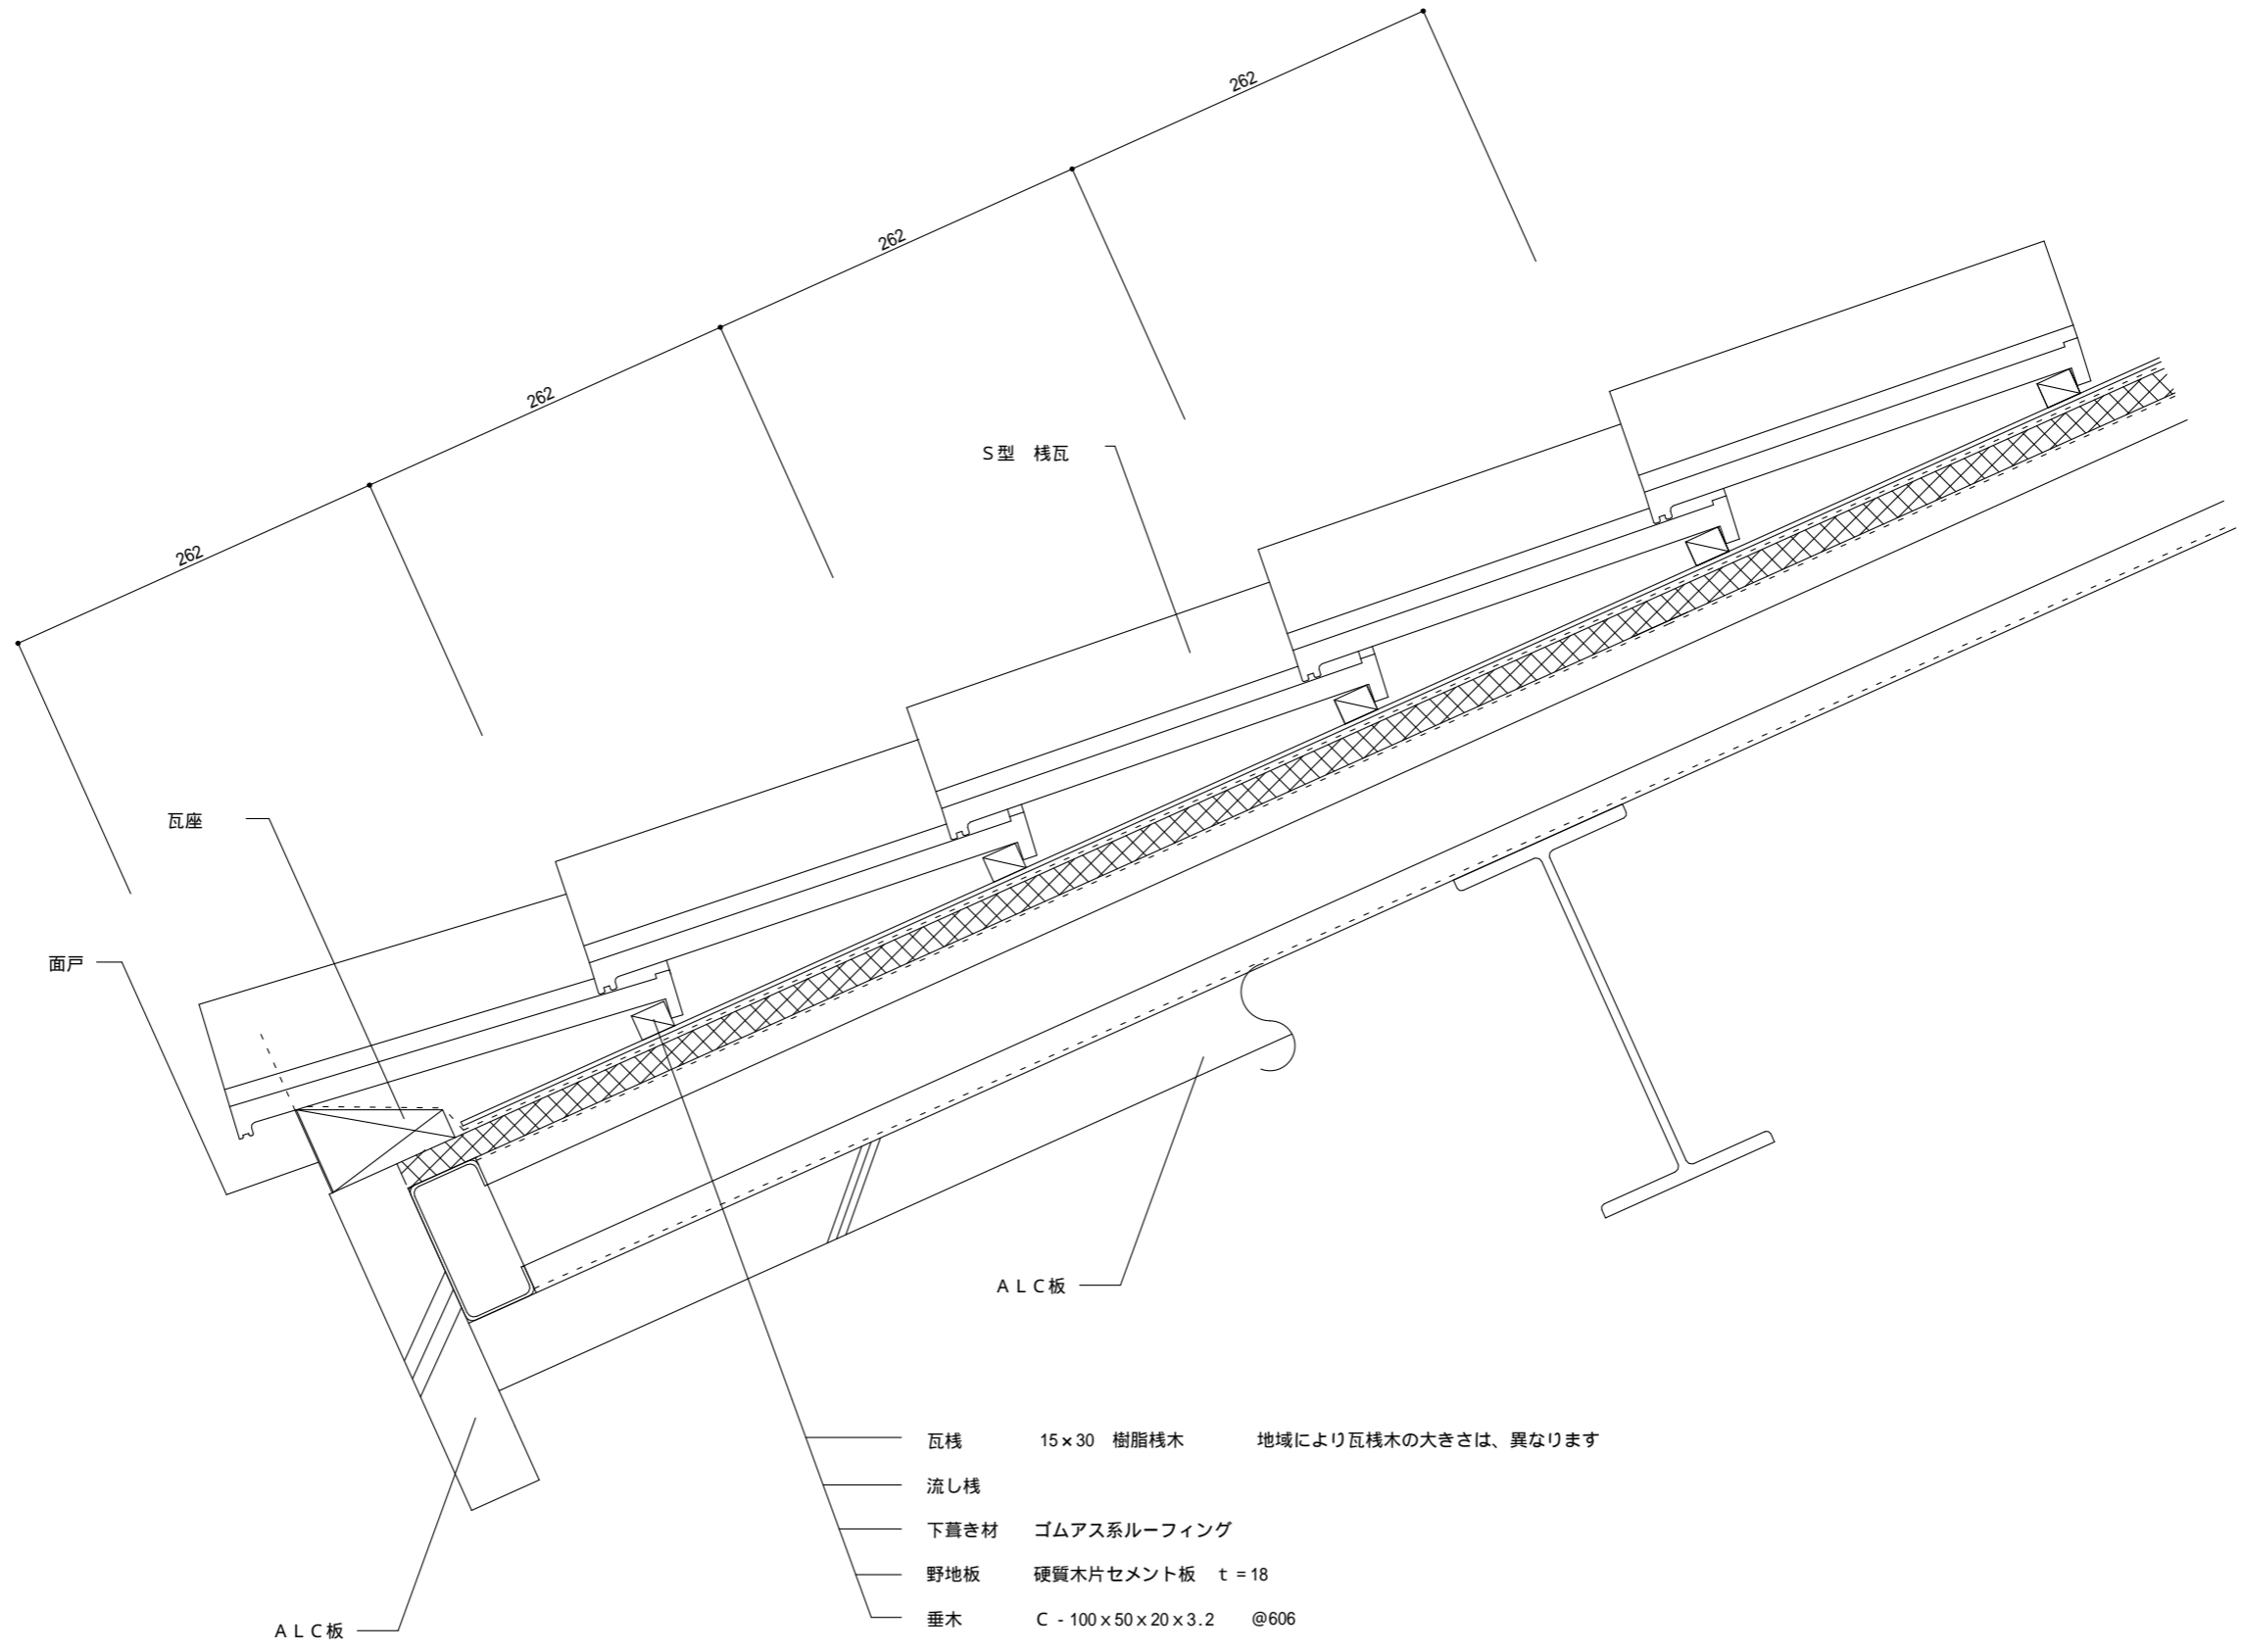 262
262
262
262
S型 桟瓦
瓦座
面戸
ALC板
瓦桟 15×30 樹脂桟木 地域により瓦桟木の大きさは、異なります
流し桟
下葺き材 ゴムアス系ルーフィング
野地板 硬質木片セメント板 t=18
垂木 C-100x50x20x3.2 @606
ALC板